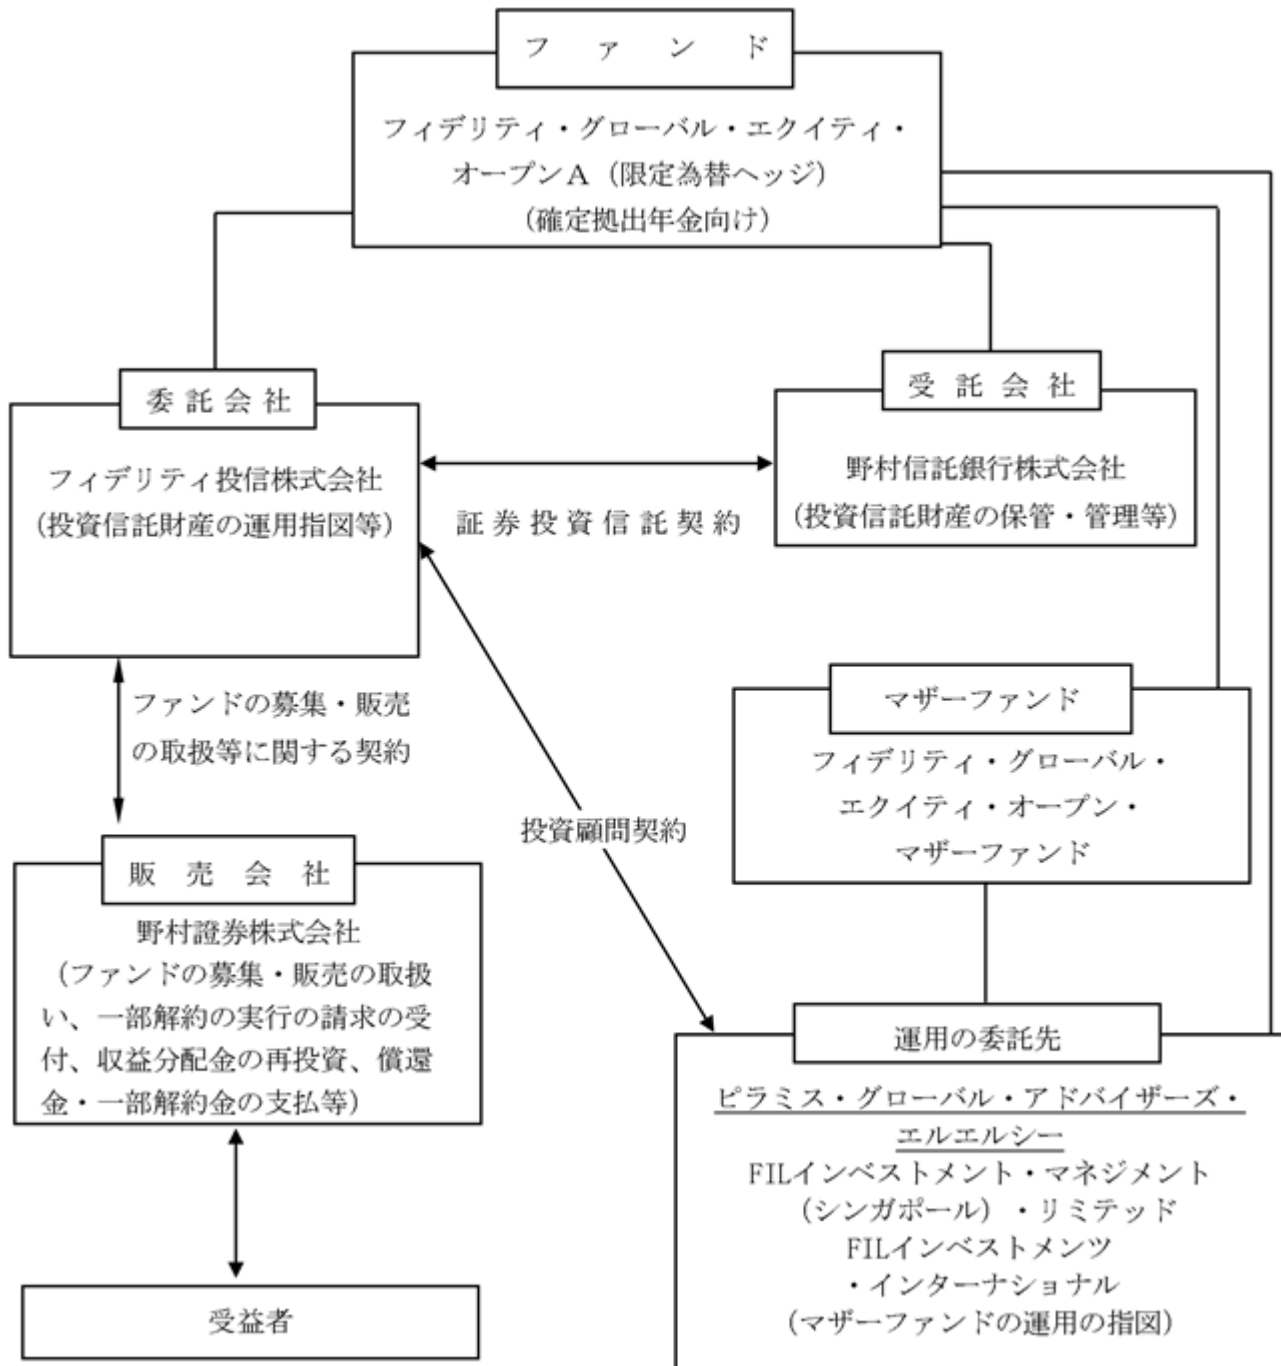 ファンド
フィデリティ・グローバル・エクイティ・
オープンA（限定為替ヘッジ）
（確定拠出年金向け）
委託会社
フィデリティ投信株式会社
（投資信託財産の運用指図等）
受託会社
野村信託銀行株式会社
（投資信託財産の保管・管理等）
証券投資信託契約
ファンドの募集・販売
の取扱等に関する契約
投資顧問契約
マザーファンド
フィデリティ・グローバル・
エクイティ・オープン・
マザーファンド
販売会社
野村證券株式会社
（ファンドの募集・販売の取扱
い、一部解約の実行の請求の受
付、収益分配金の再投資、償還
金・一部解約金の支払等）
運用の委託先
ピラミス・グローバル・アドバイザーズ・
エルエルシー
FILインベストメント・マネジメント
（シンガポール）・リミテッド
FILインベストメンツ
・インターナショナル
（マザーファンドの運用の指図）
受益者